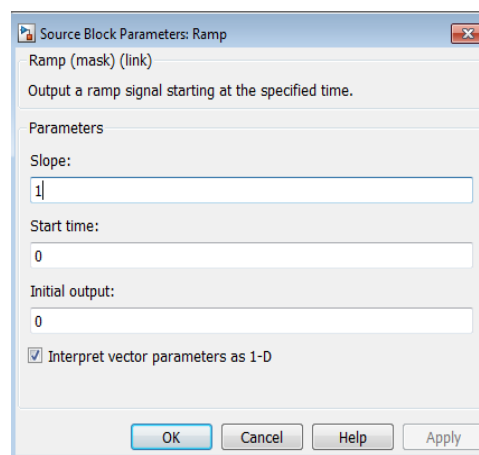 Source Block Parameters: Ramp
Ramp (mask) (link)
Output a ramp signal starting at the specified time.
Parameters
Slope:
1
Start time:
0
Initial output:
0
Interpret vector parameters as 1-D
OK Cancel Help Apply